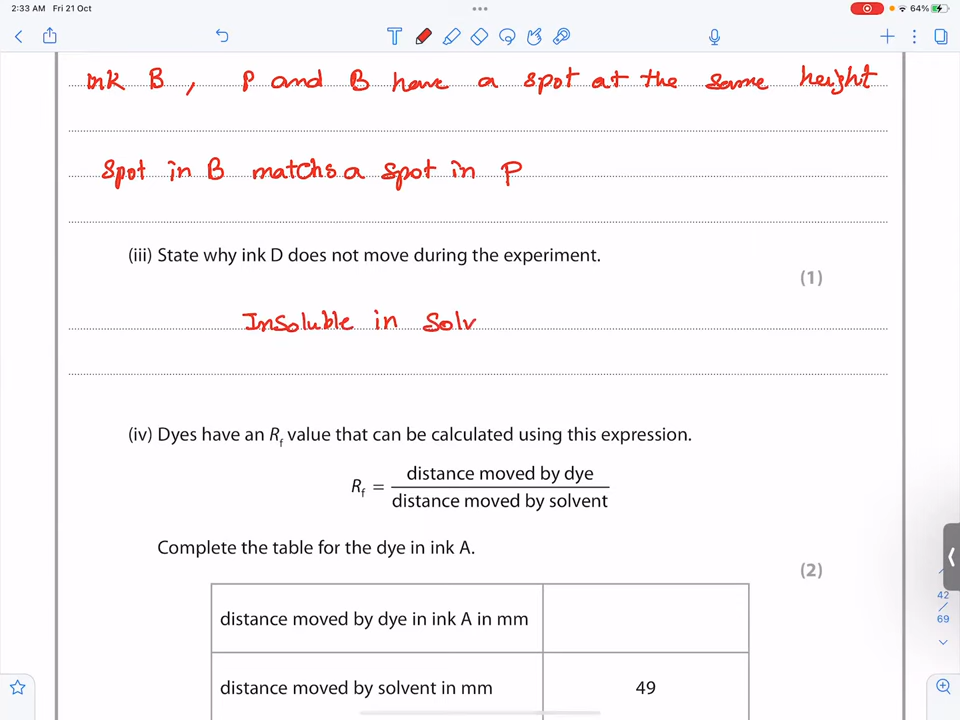 2:33 AM Fri 21 Oct
64%
T
ink B, P and B have a spot at the same height
Spot in B matchs a spot in P
(iii) State why ink D does not move during the experiment.
(1)
Insoluble in Solv
(iv) Dyes have an Rf value that can be calculated using this expression.
Rf = distance moved by dye
distance moved by solvent
Complete the table for the dye in ink A.
(2)
distance moved by dye in ink A in mm
distance moved by solvent in mm 49
42
/
69